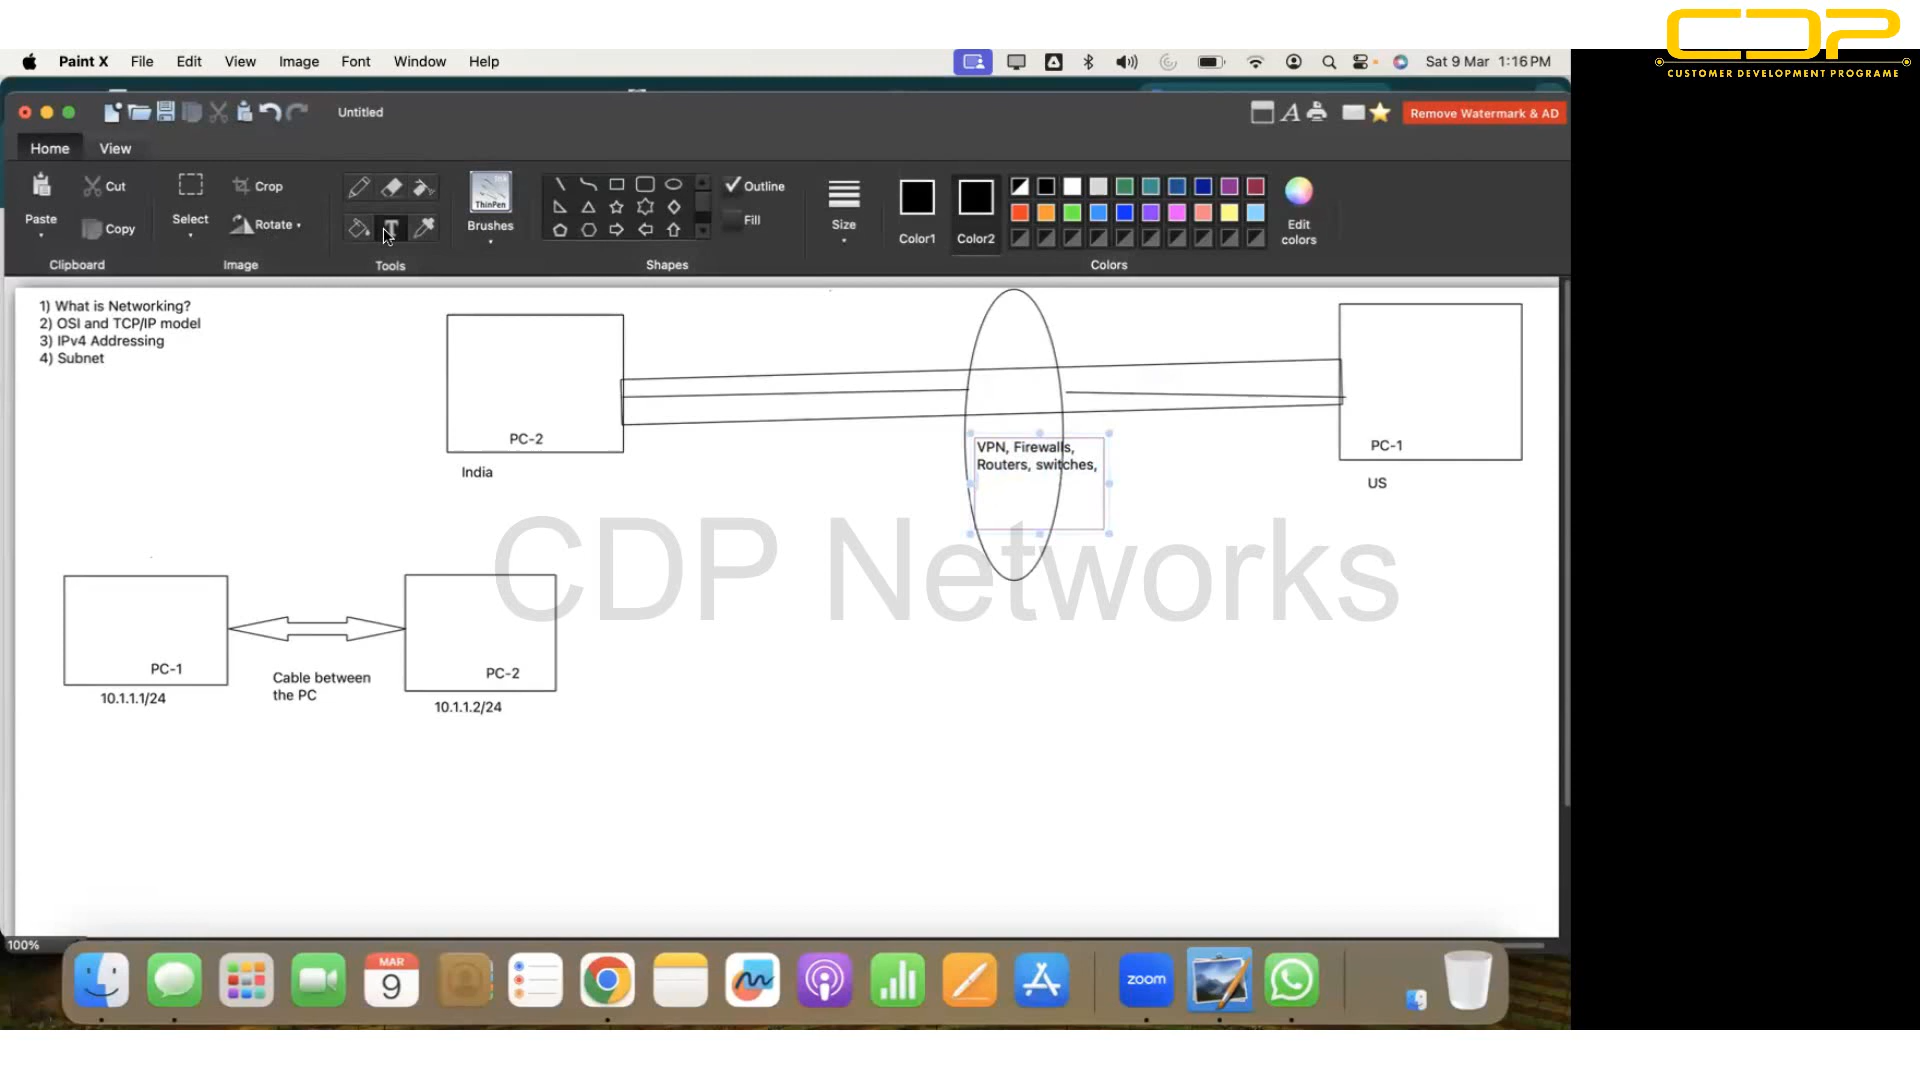 CDP
CUSTOMER DEVELOPMENT PROGRAME
Paint X File Edit View Image Font Window Help
Sat 9 Mar 1:16 PM
Untitled
Remove Watermark & AD
Home View
Paste
Cut
Copy
Clipboard
Select
Crop
Rotate
Image
Tools
Ink
ThinPen
Brushes
Shapes
Outline
Fill
Size
Color1
Color2
Edit colors
Colors
1) What is Networking?
2) OSI and TCP/IP model
3) IPv4 Addressing
4) Subnet
PC-2
India
VPN, Firewalls,
Routers, switches,
PC-1
US
CDP Networks
PC-1
10.1.1.1/24
Cable between
the PC
PC-2
10.1.1.2/24
100%
MAR
9
zoom